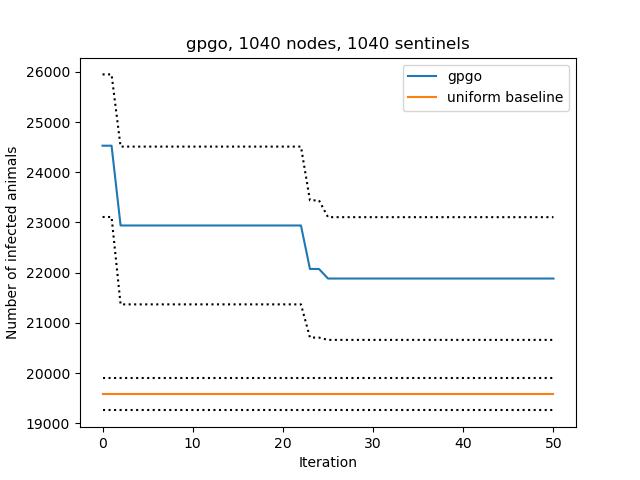 gpgo, 1040 nodes, 1040 sentinels
gpgo
uniform baseline
Number of infected animals
26000
25000
24000
23000
22000
21000
20000
19000
0 10 20 30 40 50
Iteration